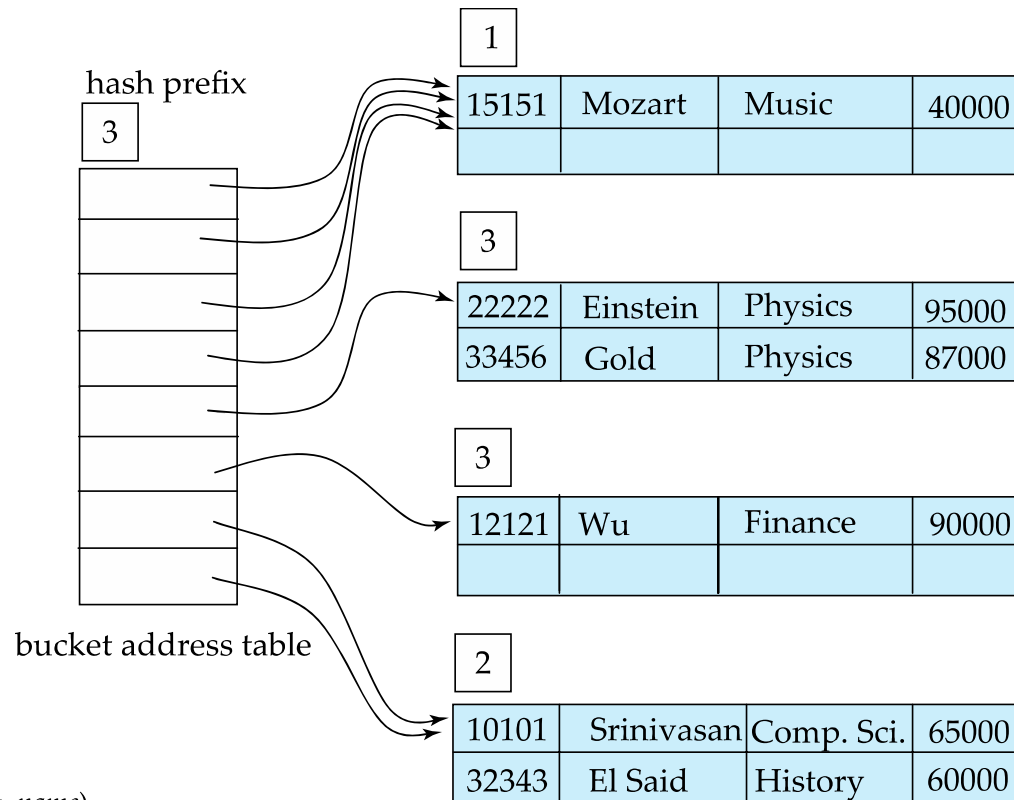 hash prefix
3
bucket address table
1
15151 Mozart Music 40000
3
22222 Einstein Physics 95000
33456 Gold Physics 87000
3
12121 Wu Finance 90000
2
10101 Srinivasan Comp. Sci. 65000
32343 El Said History 60000
name)